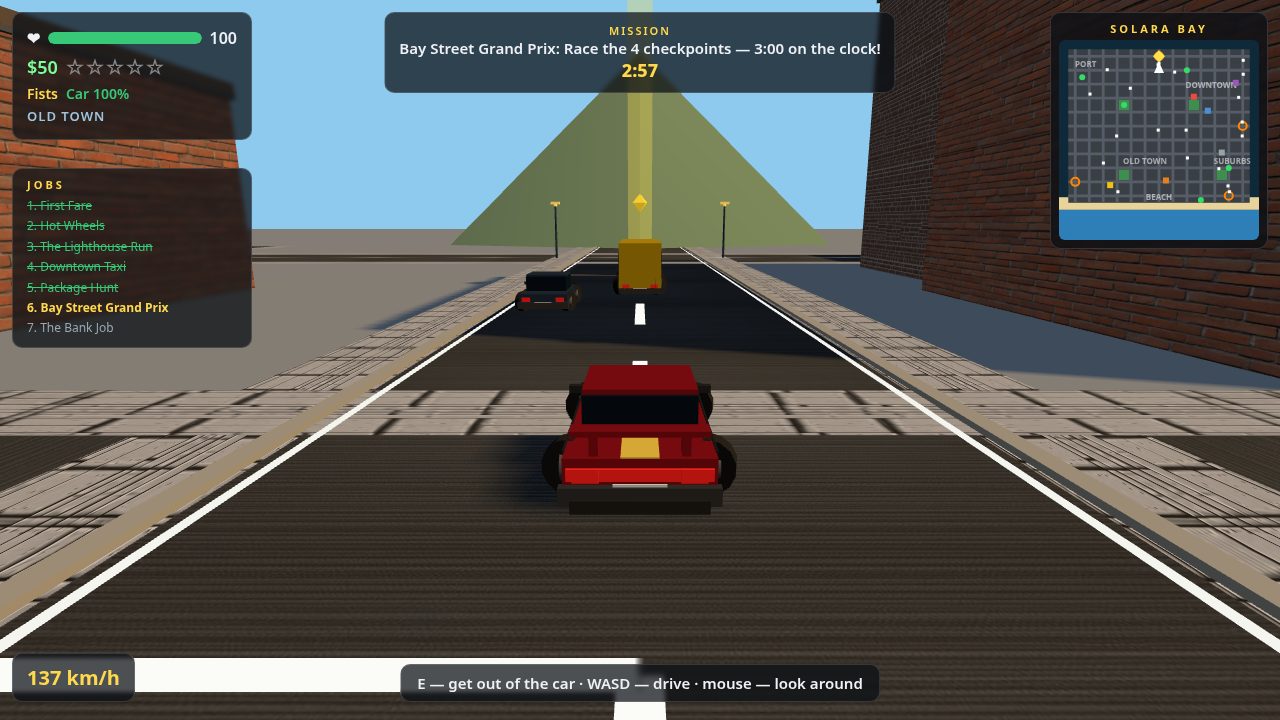 100
$50
Fists Car 100%
OLD TOWN
JOBS
1. First Fare
2. Hot Wheels
3. The Lighthouse Run
4. Downtown Taxi
5. Package Hunt
6. Bay Street Grand Prix
7. The Bank Job
MISSION
Bay Street Grand Prix: Race the 4 checkpoints — 3:00 on the clock!
2:57
SOLARA BAY
PORT
DOWNTOWN
OLD TOWN
SUBURBS
BEACH
137 km/h
E — get out of the car · WASD — drive · mouse — look around